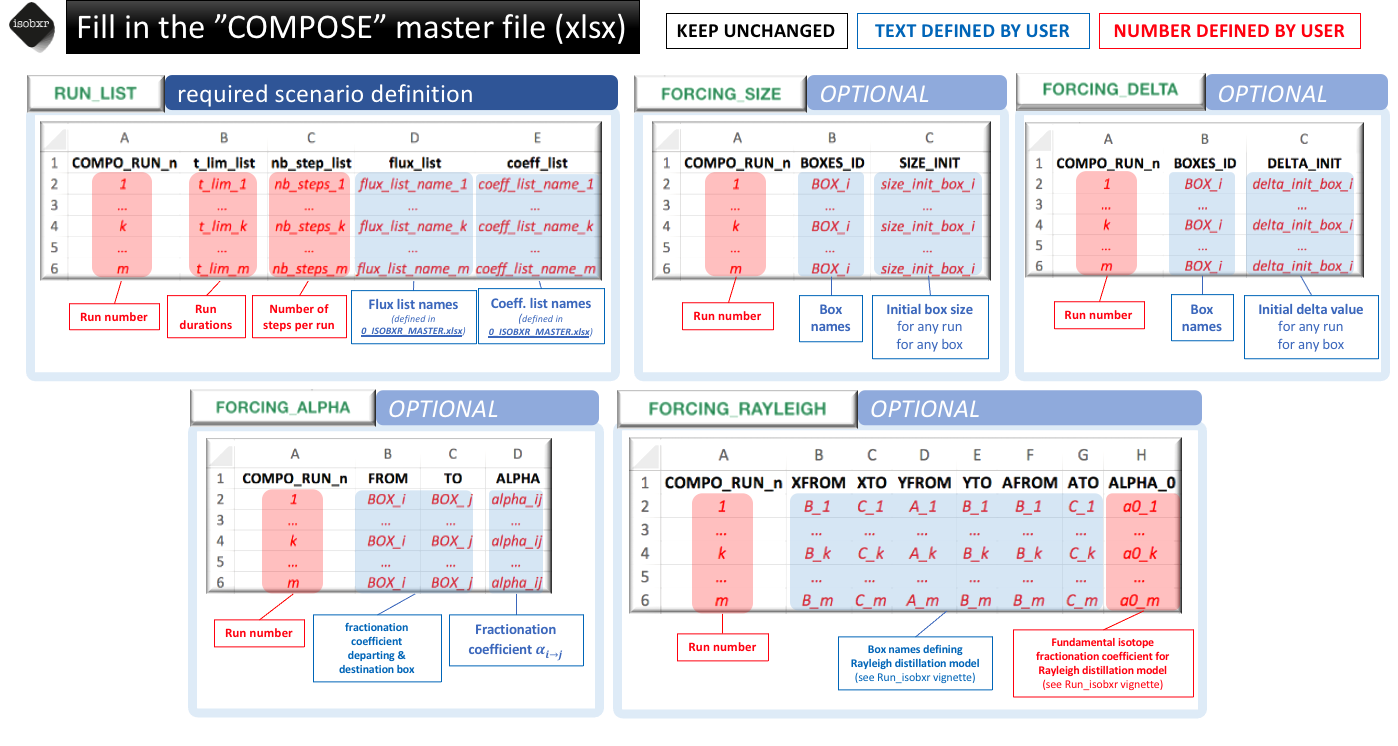 isobxr
Fill in the ”COMPOSE” master file (xlsx)
KEEP UNCHANGED
TEXT DEFINED BY USER
NUMBER DEFINED BY USER
RUN_LIST
required scenario definition
A B C D E
1 COMPO_RUN_n t_lim_list nb_step_list flux_list coeff_list
2 1 t_lim_1 nb_steps_1 flux_list_name_1 coeff_list_name_1
3 ... ... ... ... ...
4 k t_lim_k nb_steps_k flux_list_name_k coeff_list_name_k
5 ... ... ... ... ...
6 m t_lim_m nb_steps_m flux_list_name_m coeff_list_name_m
Run number
Run
durations
Number of
steps per run
Flux list names
(defined in
0_ISOBXR_MASTER.xlsx)
Coeff. list names
(defined in
0_ISOBXR_MASTER.xlsx)
FORCING_SIZE
OPTIONAL
A B C
1 COMPO_RUN_n BOXES_ID SIZE_INIT
2 1 BOX_i size_init_box_i
3 ... ... ...
4 k BOX_i size_init_box_i
5 ... ... ...
6 m BOX_i size_init_box_i
Run number
Box
names
Initial box size
for any run
for any box
FORCING_DELTA
OPTIONAL
A B C
1 COMPO_RUN_n BOXES_ID DELTA_INIT
2 1 BOX_i delta_init_box_i
3 ... ... ...
4 k BOX_i delta_init_box_i
5 ... ... ...
6 m BOX_i delta_init_box_i
Run number
Box
names
Initial delta value
for any run
for any box
FORCING_ALPHA
OPTIONAL
A B C D
1 COMPO_RUN_n FROM TO ALPHA
2 1 BOX_i BOX_j alpha_ij
3 ... ... ... ...
4 k BOX_i BOX_j alpha_ij
5 ... ... ... ...
6 m BOX_i BOX_j alpha_ij
Run number
fractionation
coefficient
departing &
destination box
Fractionation
coefficient α i→j
FORCING_RAYLEIGH
OPTIONAL
A B C D E F G H
1 COMPO_RUN_n XFROM XTO YFROM YTO AFROM ATO ALPHA_0
2 1 B_1 C_1 A_1 B_1 B_1 C_1 a0_1
3 ... ... ... ... ... ... ... ...
4 k B_k C_k A_k B_k B_k C_k a0_k
5 ... ... ... ... ... ... ... ...
6 m B_m C_m A_m B_m B_m C_m a0_m
Run number
Box names defining
Rayleigh distillation model
(see Run_isobxr vignette)
Fundamental isotope
fractionation coefficient for
Rayleigh distillation model
(see Run_isobxr vignette)